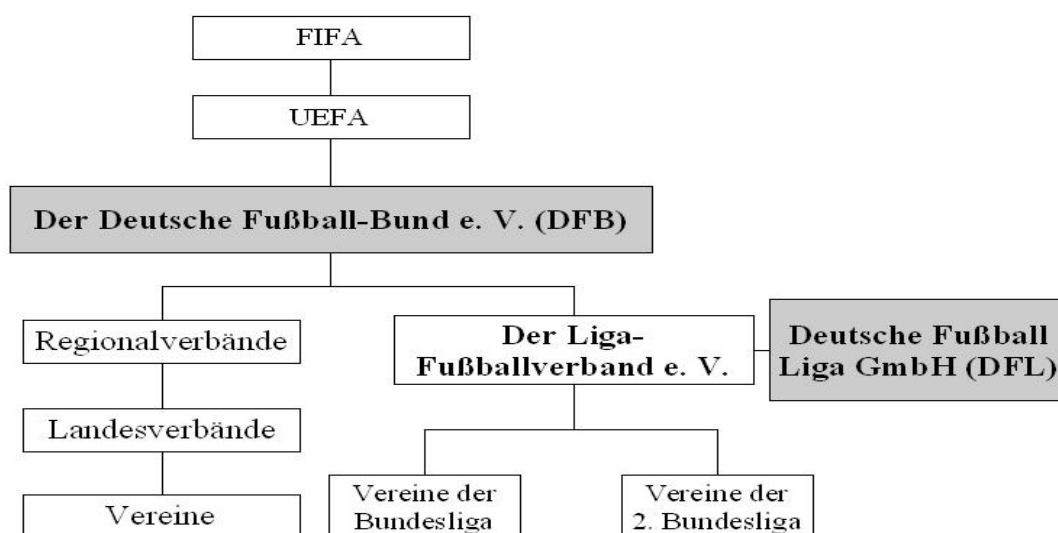 FIFA
UEFA
Der Deutsche Fußball-Bund e. V. (DFB)
Regionalverbände
Der Liga-
Fußballverband e. V.
Deutsche Fußball
Liga GmbH (DFL)
Landesverbände
Vereine
Vereine der
Bundesliga
Vereine der
2. Bundesliga